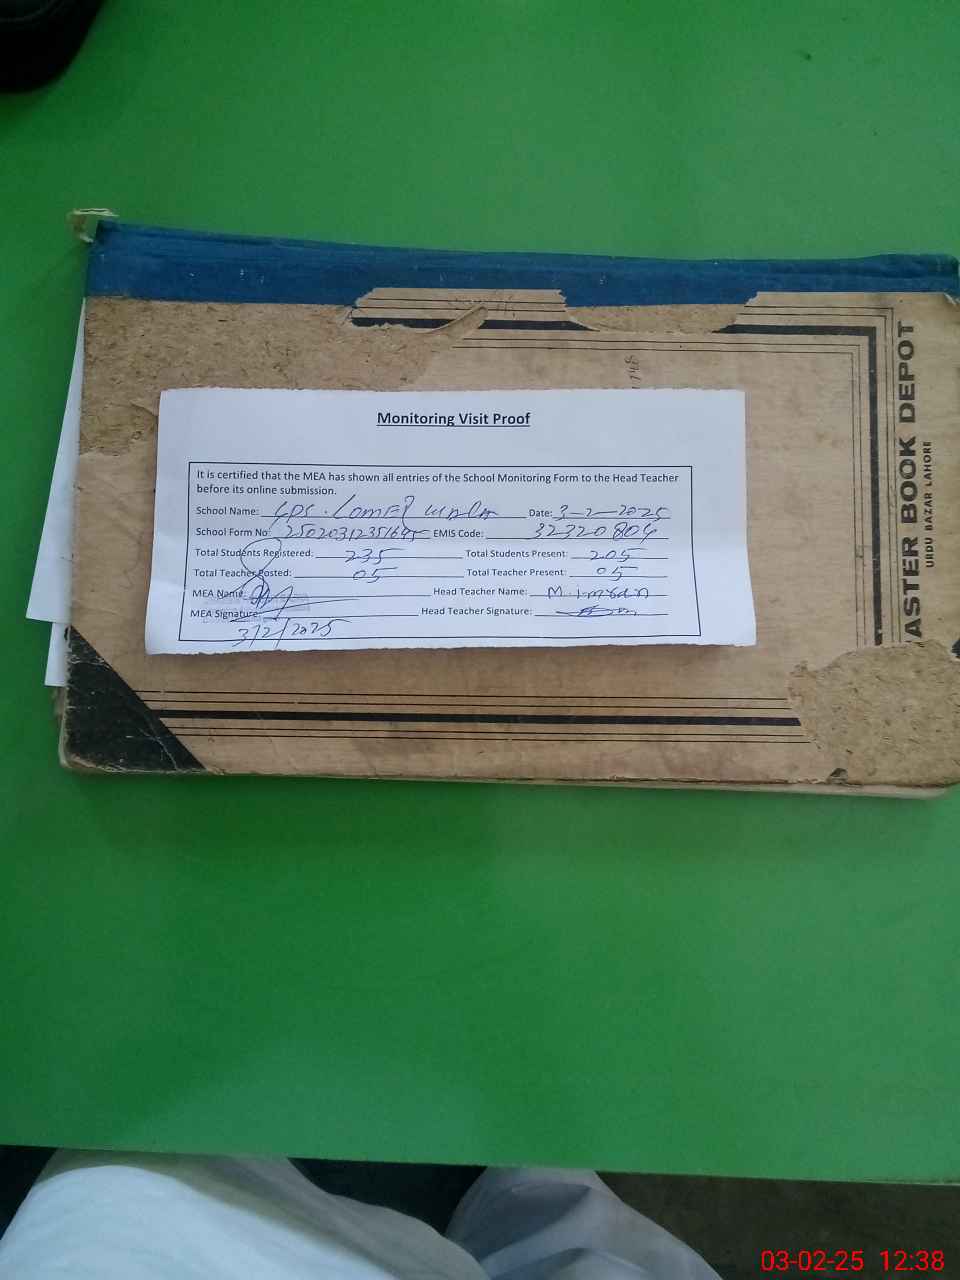 Monitoring Visit Proof
It is certified that the MEA has shown all entries of the School Monitoring Form to the Head Teacher
before its online submission.
School Name: GPS. Date: 3-2-2025
School Form No: EMIS Code: 32320804
Total Students Registered: 235 Total Students Present: 205
Total Teacher Posted: 05 Total Teacher Present: 05
MEA Name: Head Teacher Name: M. imran
MEA Signature: Head Teacher Signature:
3/2/2025
ASTER BOOK DEPOT
URDU BAZAR LAHORE
03-02-25 12:38